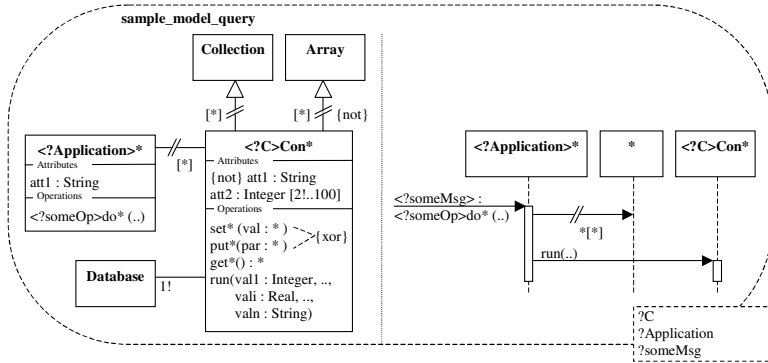 sample_model_query
Collection
Array
[*]
[*] {not}
<?Application>*
Attributes
att1 : String
Operations
<?someOp>do* (..)
[*]
<?C>Con*
Attributes
{not} att1 : String
att2 : Integer [2!..100]
Operations
set* (val : * )
put*(par : * )
{xor}
get*() : *
run(val1 : Integer, ..,
vali : Real, ..,
valn : String)
Database
1!
<?Application>*
*
<?C>Con*
<?someMsg> :
<?someOp>do* (..)
*[*]
run(..)
?C
?Application
?someMsg